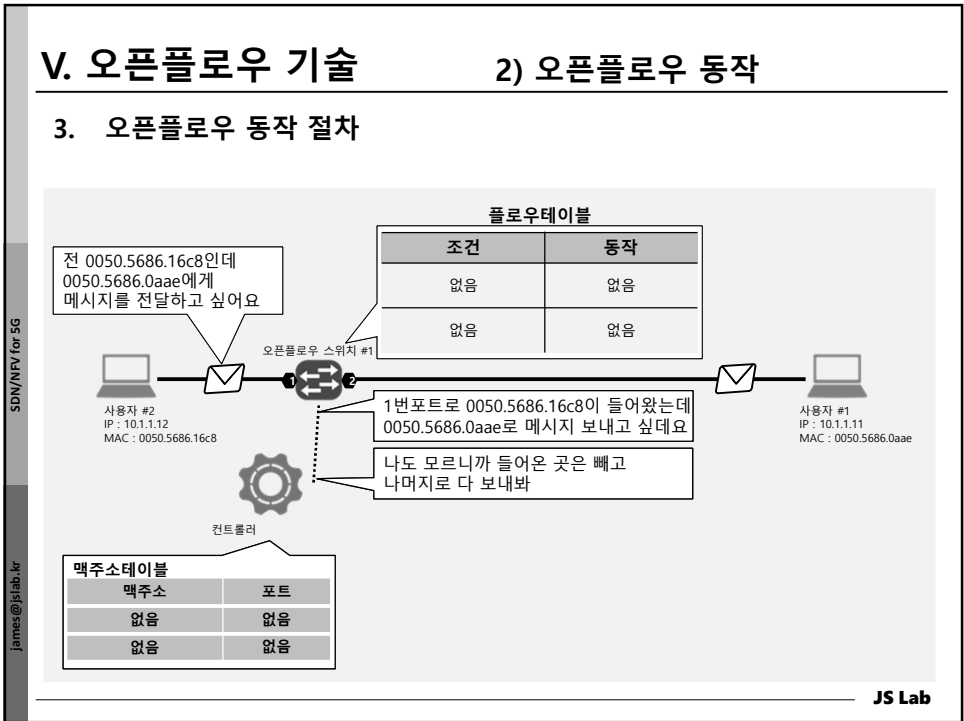 V. 오픈플로우 기술
2) 오픈플로우 동작
3. 오픈플로우 동작 절차
플로우테이블
조건 동작
없음 없음
없음 없음
전 0050.5686.16c8인데
0050.5686.0aae에게
메시지를 전달하고 싶어요
오픈플로우 스위치 #1
1 2
사용자 #2
IP : 10.1.1.12
MAC : 0050.5686.16c8
1번포트로 0050.5686.16c8이 들어왔는데
0050.5686.0aae로 메시지 보내고 싶데요
사용자 #1
IP : 10.1.1.11
MAC : 0050.5686.0aae
나도 모르니까 들어온 곳은 빼고
나머지로 다 보내봐
컨트롤러
맥주소테이블
맥주소 포트
없음 없음
없음 없음
SDN/NFV for 5G
james@jslab.kr
JS Lab